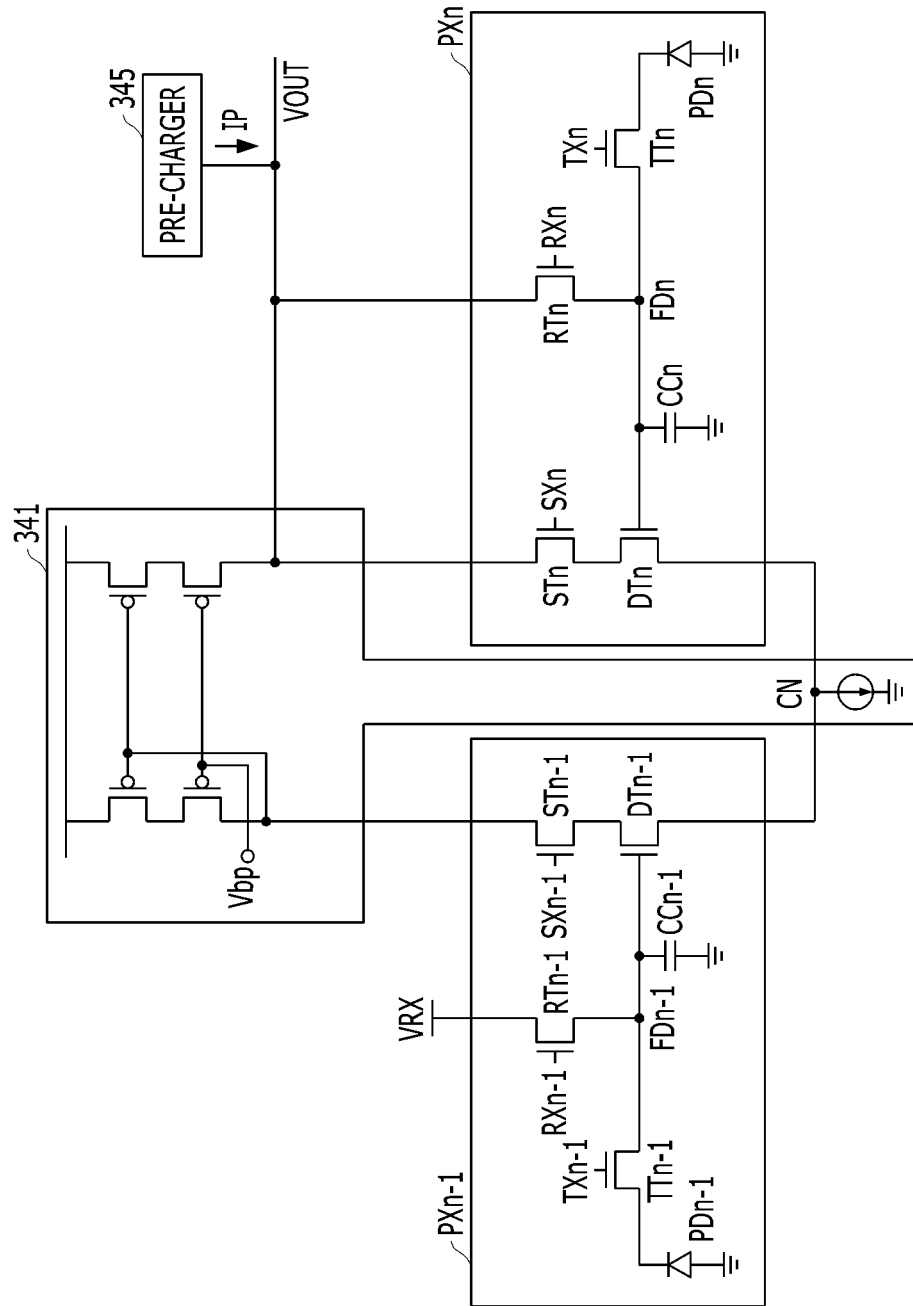 341
345
PRE-CHARGER
IP
VOUT
Vbp
VRX
CN
PXn-1
RXn-1
RTn-1
SXn-1
STn-1
TXn-1
TTn-1
FDn-1
CCn-1
DTn-1
PDn-1
PXn
STn
SXn
RTn
RXn
TXn
TTn
DTn
CCn
FDn
PDn